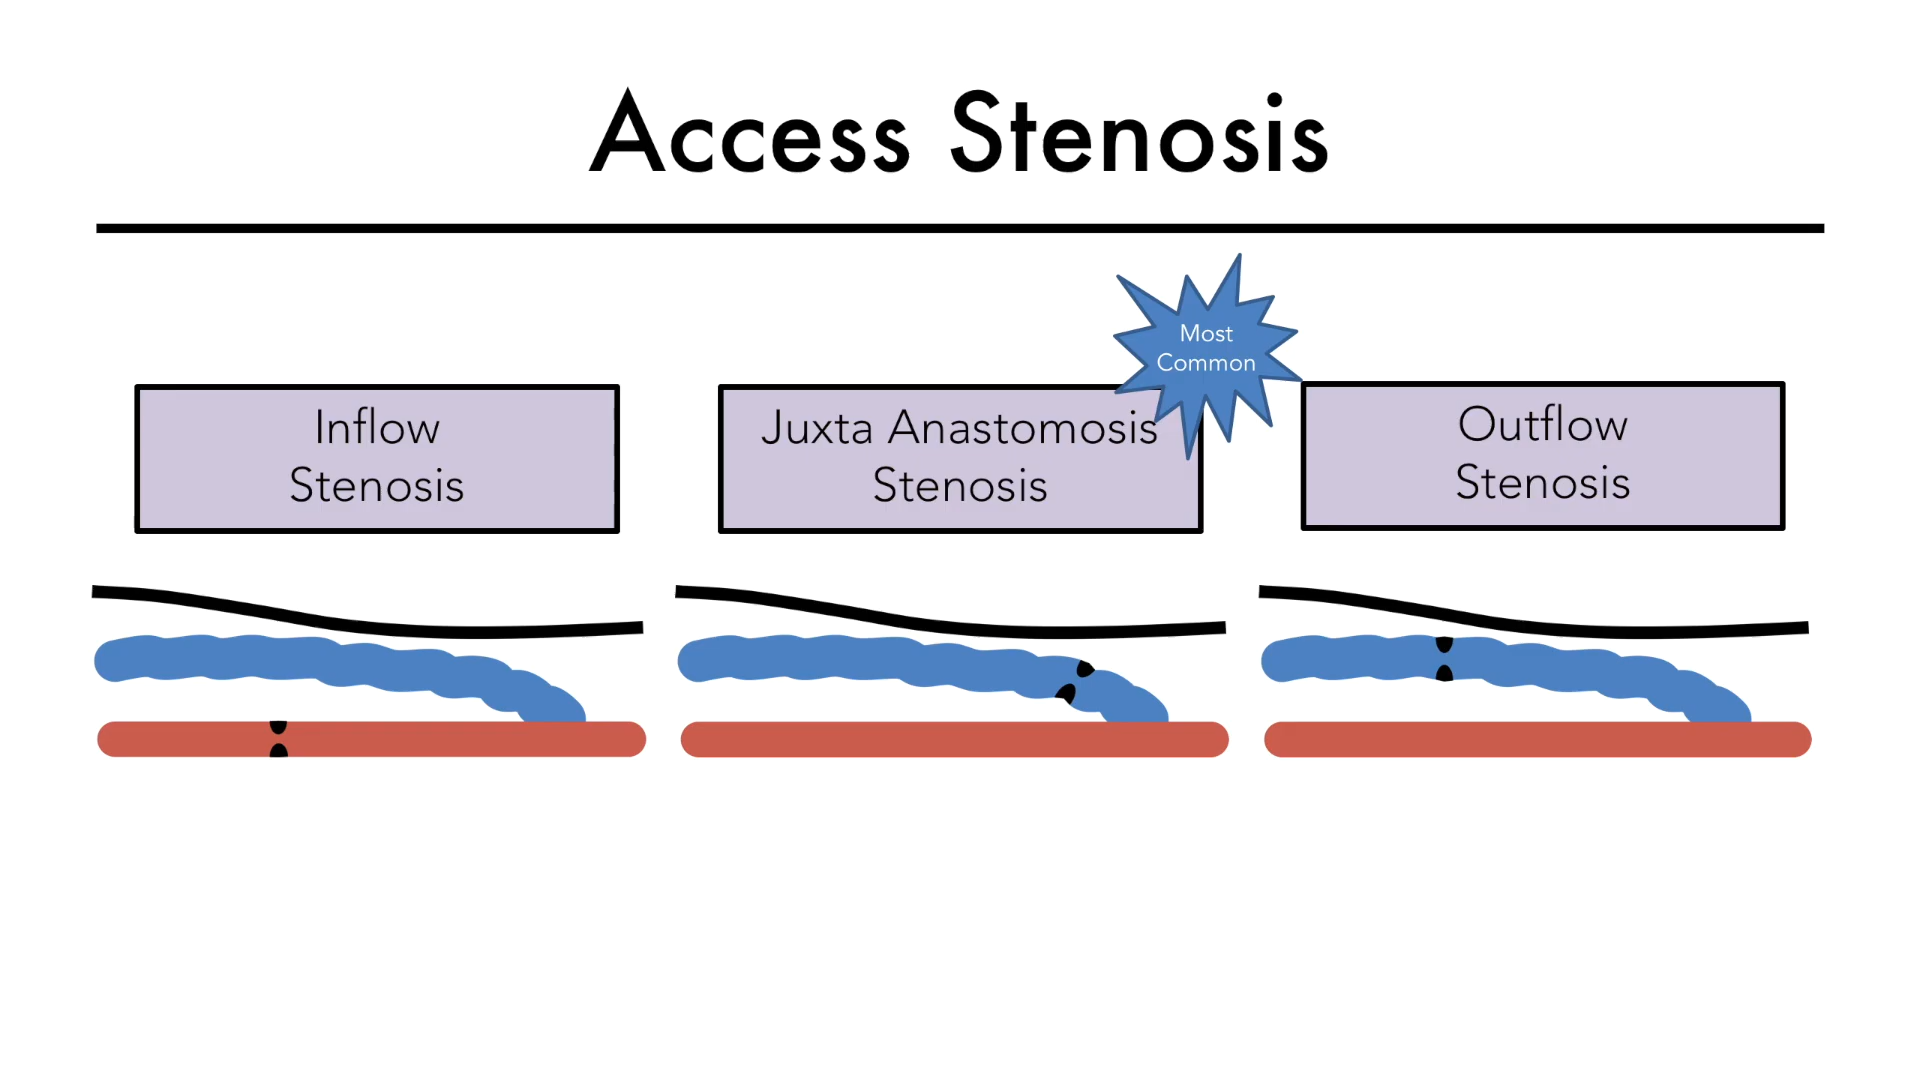 Access Stenosis
Most
Common
Inflow
Stenosis
Juxta Anastomosis
Stenosis
Outflow
Stenosis